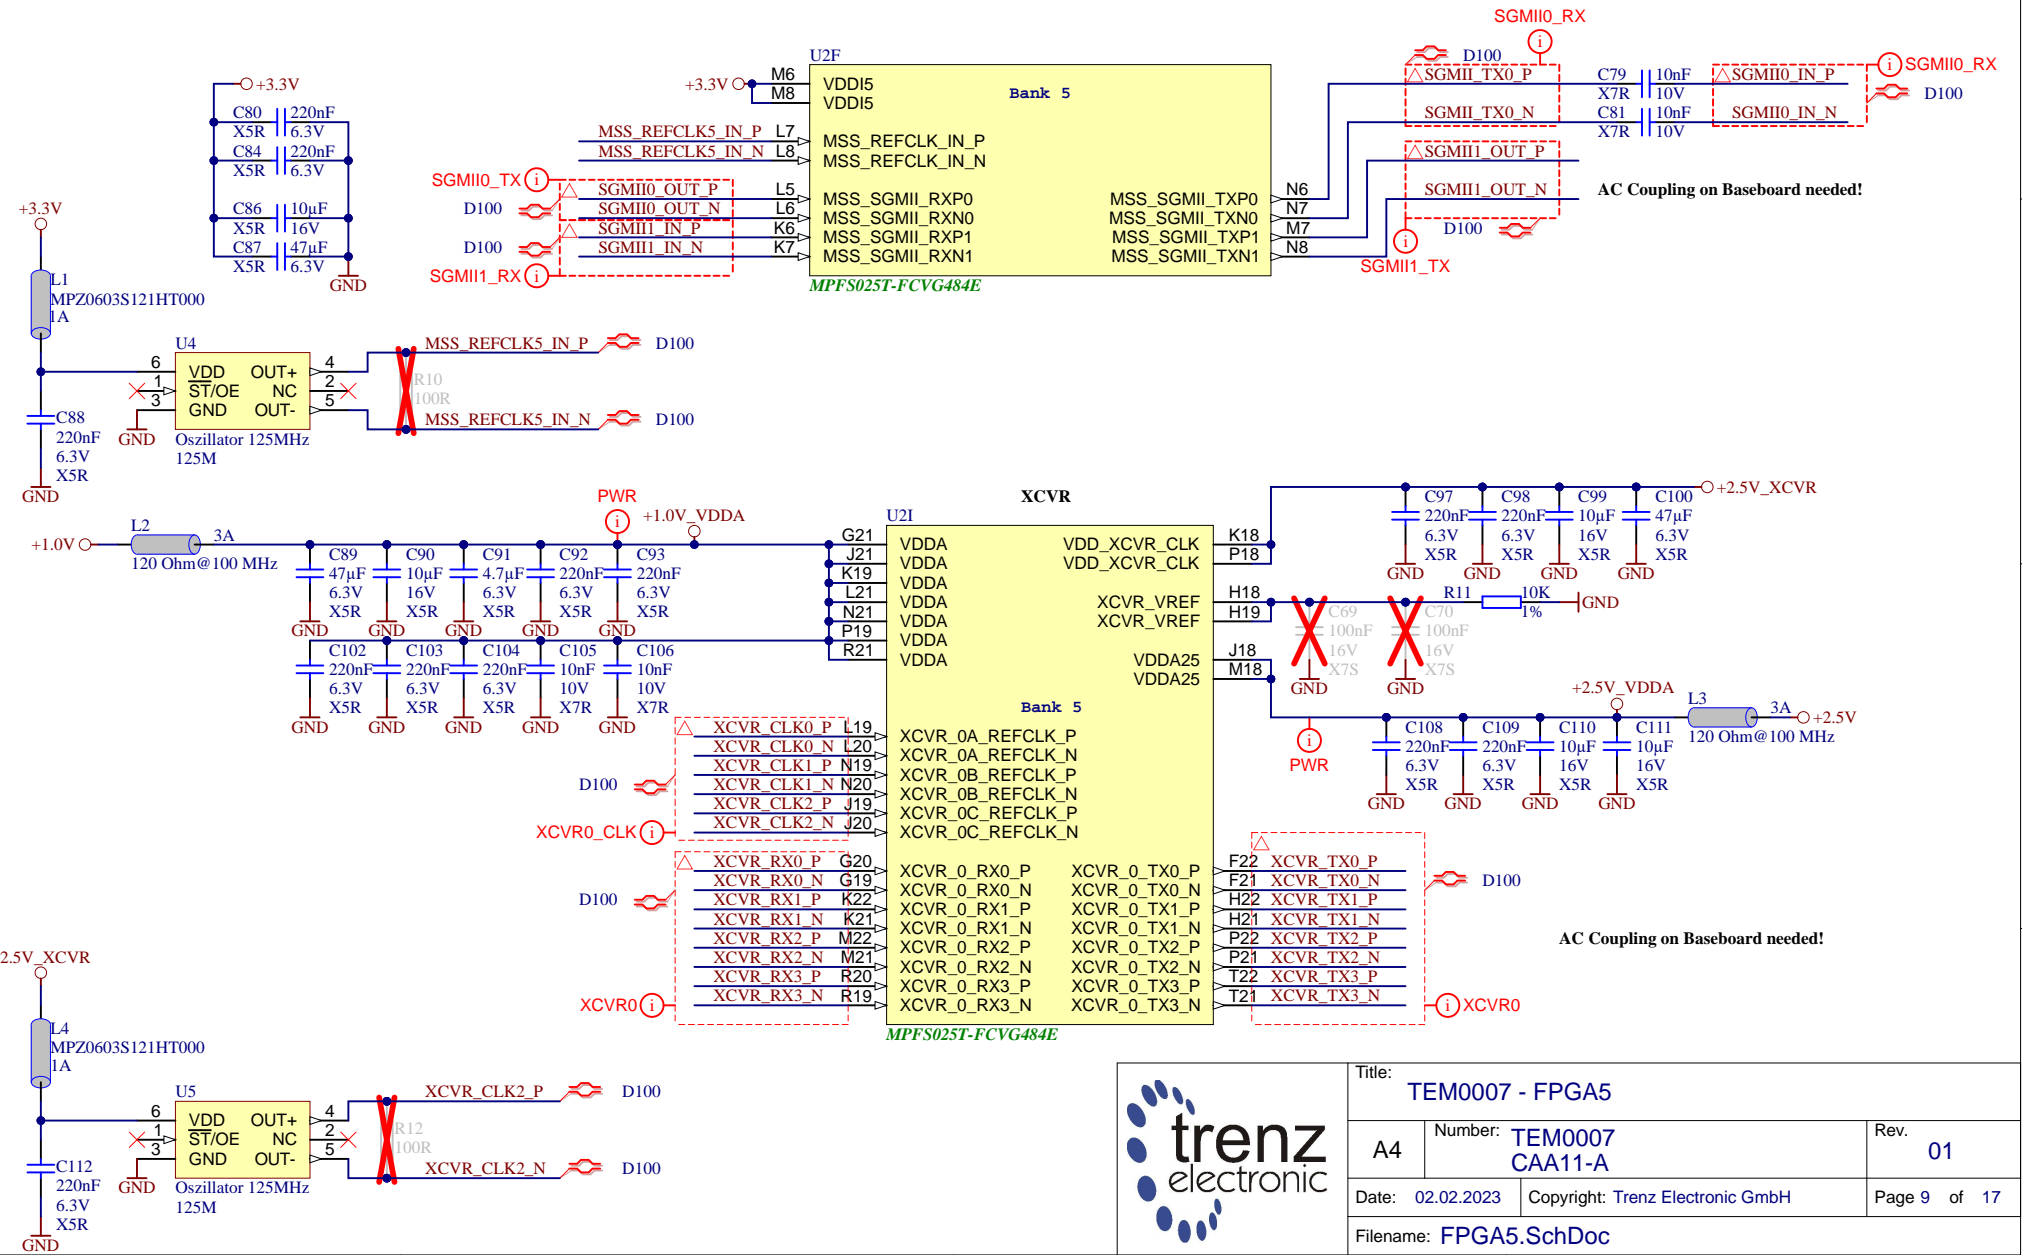 SGMII0_RX
U2F
D100
+3.3V
+3.3V
M6
VDDI5
M8
VDDI5
Bank 5
SGMII_TX0_P
C79
10nF
X7R
10V
SGMII0_IN_P
SGMII0_RX
D100
C80
220nF
X5R
6.3V
C84
220nF
X5R
6.3V
C86
10µF
X5R
16V
C87
47µF
X5R
6.3V
GND
MSS_REFCLK5_IN_P
L7
MSS_REFCLK_IN_P
MSS_REFCLK5_IN_N
L8
MSS_REFCLK_IN_N
SGMII_TX0_N
C81
10nF
X7R
10V
SGMII0_IN_N
SGMII1_OUT_P
SGMII1_OUT_N
AC Coupling on Baseboard needed!
D100
SGMII1_TX
SGMII0_TX
D100
SGMII0_OUT_P
L5
MSS_SGMII_RXP0
MSS_SGMII_TXP0
N6
SGMII0_OUT_N
L6
MSS_SGMII_RXN0
MSS_SGMII_TXN0
N7
SGMII1_IN_P
K6
MSS_SGMII_RXP1
MSS_SGMII_TXP1
M7
D100
SGMII1_IN_N
K7
MSS_SGMII_RXN1
MSS_SGMII_TXN1
N8
SGMII1_RX
MPFS025T-FCVG484E
+3.3V
L1
MPZ0603S121HT000
1A
U4
6
VDD
OUT+
4
1
ST/OE
NC
2
3
GND
OUT-
5
GND
Oszillator 125MHz
125M
C88
220nF
6.3V
X5R
GND
MSS_REFCLK5_IN_P
D100
R10
100R
MSS_REFCLK5_IN_N
D100
XCVR
U2I
PWR
+1.0V_VDDA
+1.0V
L2
3A
120 Ohm@100 MHz
C89
47µF
6.3V
X5R
GND
C90
10µF
16V
X5R
GND
C91
4.7µF
6.3V
X5R
GND
C92
220nF
6.3V
X5R
GND
C93
220nF
6.3V
X5R
GND
C102
220nF
6.3V
X5R
GND
C103
220nF
6.3V
X5R
GND
C104
220nF
6.3V
X5R
GND
C105
10nF
10V
X7R
GND
C106
10nF
10V
X7R
GND
G21
VDDA
J21
VDDA
K19
VDDA
L21
VDDA
N21
VDDA
P19
VDDA
R21
VDDA
VDD_XCVR_CLK
K18
VDD_XCVR_CLK
P18
XCVR_VREF
H18
XCVR_VREF
H19
VDDA25
J18
VDDA25
M18
+2.5V_XCVR
C97
220nF
6.3V
X5R
GND
C98
220nF
6.3V
X5R
GND
C99
10µF
16V
X5R
GND
C100
47µF
6.3V
X5R
GND
C69
100nF
16V
X7S
GND
C70
100nF
16V
X7S
GND
R11
10K
1%
GND
+2.5V_VDDA
L3
3A
+2.5V
120 Ohm@100 MHz
PWR
C108
220nF
6.3V
X5R
GND
C109
220nF
6.3V
X5R
GND
C110
10µF
16V
X5R
GND
C111
10µF
16V
X5R
GND
Bank 5
XCVR_CLK0_P
L19
XCVR_0A_REFCLK_P
XCVR_CLK0_N
L20
XCVR_0A_REFCLK_N
XCVR_CLK1_P
N19
XCVR_0B_REFCLK_P
D100
XCVR_CLK1_N
N20
XCVR_0B_REFCLK_N
XCVR_CLK2_P
J19
XCVR_0C_REFCLK_P
XCVR_CLK2_N
J20
XCVR_0C_REFCLK_N
XCVR0_CLK
XCVR_RX0_P
G20
XCVR_0_RX0_P
XCVR_0_TX0_P
F22
XCVR_TX0_P
XCVR_RX0_N
G19
XCVR_0_RX0_N
XCVR_0_TX0_N
F21
XCVR_TX0_N
D100
D100
XCVR_RX1_P
K22
XCVR_0_RX1_P
XCVR_0_TX1_P
H22
XCVR_TX1_P
XCVR_RX1_N
K21
XCVR_0_RX1_N
XCVR_0_TX1_N
H21
XCVR_TX1_N
XCVR_RX2_P
M22
XCVR_0_RX2_P
XCVR_0_TX2_P
P22
XCVR_TX2_P
AC Coupling on Baseboard needed!
XCVR_RX2_N
M21
XCVR_0_RX2_N
XCVR_0_TX2_N
P21
XCVR_TX2_N
XCVR_RX3_P
R20
XCVR_0_RX3_P
XCVR_0_TX3_P
T22
XCVR_TX3_P
XCVR0
XCVR_RX3_N
R19
XCVR_0_RX3_N
XCVR_0_TX3_N
T21
XCVR_TX3_N
XCVR0
MPFS025T-FCVG484E
2.5V_XCVR
L4
MPZ0603S121HT000
1A
U5
6
VDD
OUT+
4
1
ST/OE
NC
2
3
GND
OUT-
5
GND
Oszillator 125MHz
125M
C112
220nF
6.3V
X5R
GND
XCVR_CLK2_P
D100
R12
100R
XCVR_CLK2_N
D100
trenz
electronic
Title:
TEM0007 - FPGA5
A4
Number: TEM0007
CAA11-A
Rev.
01
Date: 02.02.2023
Copyright: Trenz Electronic GmbH
Page 9 of 17
Filename: FPGA5.SchDoc